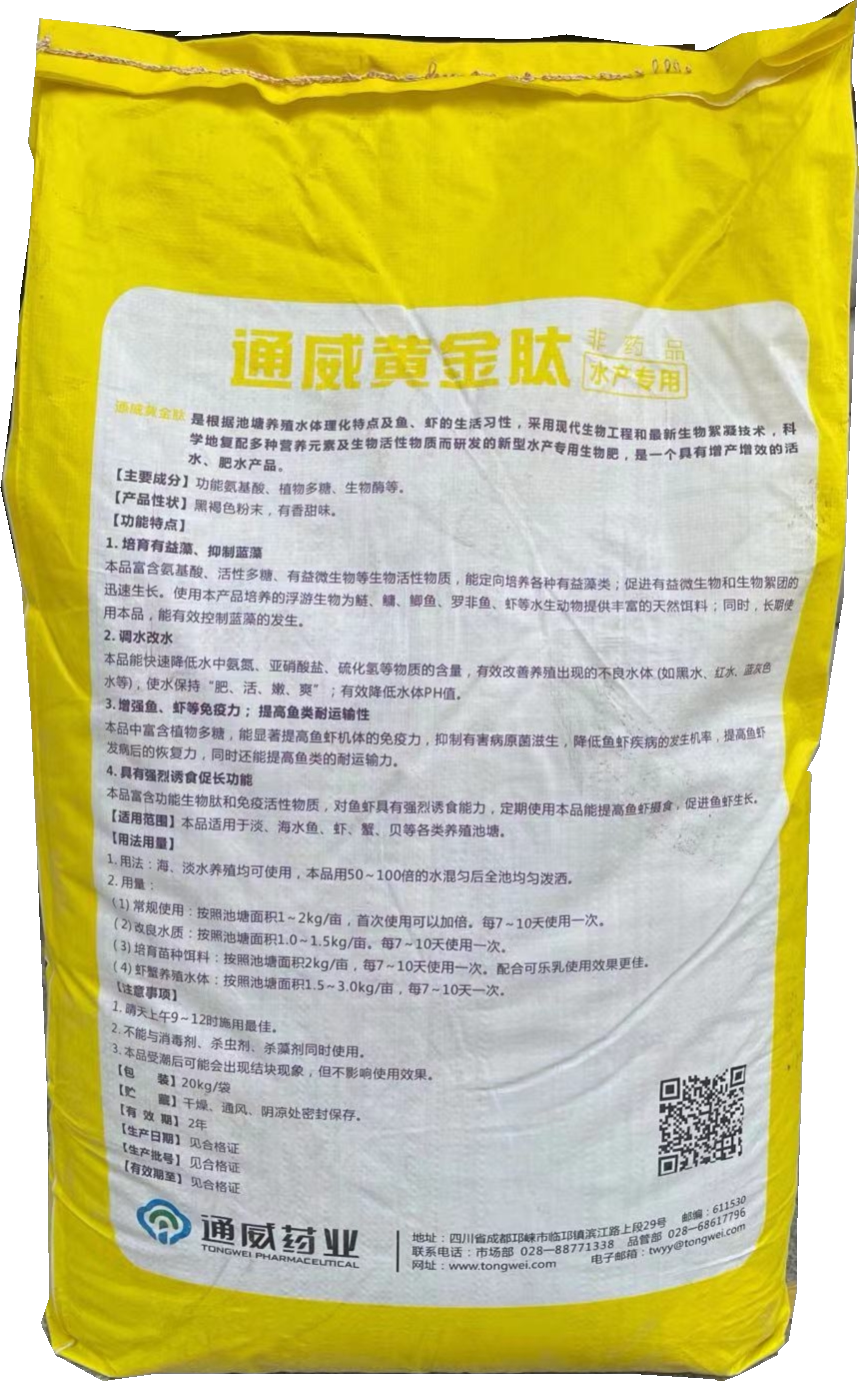 通威黄金肽 非药品
水产专用
通威黄金肽 是根据池塘养殖水体理化特点及鱼、虾的生活习性，采用现代生物工程和最新生物絮凝技术，科
学地复配多种营养元素及生物活性物质而研发的新型水产专用生物肥，是一个具有增产增效的活
水、肥水产品。
【主要成分】功能氨基酸、植物多糖、生物酶等。
【产品性状】黑褐色粉末，有香甜味。
【功能特点】
1. 培育有益藻、抑制蓝藻
本品富含氨基酸、活性多糖、有益微生物等生物活性物质，能定向培养各种有益藻类；促进有益微生物和生物絮团的
迅速生长。使用本产品培养的浮游生物为鲢、鳙、鲫鱼、罗非鱼、虾等水生动物提供丰富的天然饵料；同时，长期使
用本品，能有效控制蓝藻的发生。
2. 调水改水
本品能快速降低水中氨氮、亚硝酸盐、硫化氢等物质的含量，有效改善养殖出现的不良水体 (如黑水、红水、蓝灰色
水等)，使水保持“肥、活、嫩、爽”；有效降低水体PH值。
3. 增强鱼、虾等免疫力；提高鱼类耐运输性
本品中富含植物多糖，能显著提高鱼虾机体的免疫力，抑制有害病原菌滋生，降低鱼虾疾病的发生机率，提高鱼虾
发病后的恢复力，同时还能提高鱼类的耐运输力。
4. 具有强烈诱食促长功能
本品富含功能生物肽和免疫活性物质，对鱼虾具有强烈诱食能力，定期使用本品能提高鱼虾摄食，促进鱼虾生长。
【适用范围】本品适用于淡、海水鱼、虾、蟹、贝等各类养殖池塘。
【用法用量】
1. 用法：海、淡水养殖均可使用，本品用50～100倍的水混匀后全池均匀泼洒。
2. 用量：
(1) 常规使用：按照池塘面积1～2kg/亩，首次使用可以加倍。每7～10天使用一次。
(2) 改良水质：按照池塘面积1.0～1.5kg/亩。每7～10天使用一次。
(3) 培育苗种饵料：按照池塘面积2kg/亩，每7～10天使用一次。配合可乐乳使用效果更佳。
(4) 虾蟹养殖水体：按照池塘面积1.5～3.0kg/亩，每7～10天一次。
【注意事项】
1. 晴天上午9～12时施用最佳。
2. 不能与消毒剂、杀虫剂、杀藻剂同时使用。
3. 本品受潮后可能会出现结块现象，但不影响使用效果。
【包 装】20kg/袋
【贮 藏】干燥、通风、阴凉处密封保存。
【有 效 期】2年
【生产日期】见合格证
【生产批号】见合格证
【有效期至】见合格证
通威药业
TONGWEI PHARMACEUTICAL
地址：四川省成都邛崃市临邛镇滨江路上段29号 邮编：611530
联系电话：市场部 028—88771338 品管部 028—68617796
网址：www.tongwei.com 电子邮箱：twyy@tongwei.com